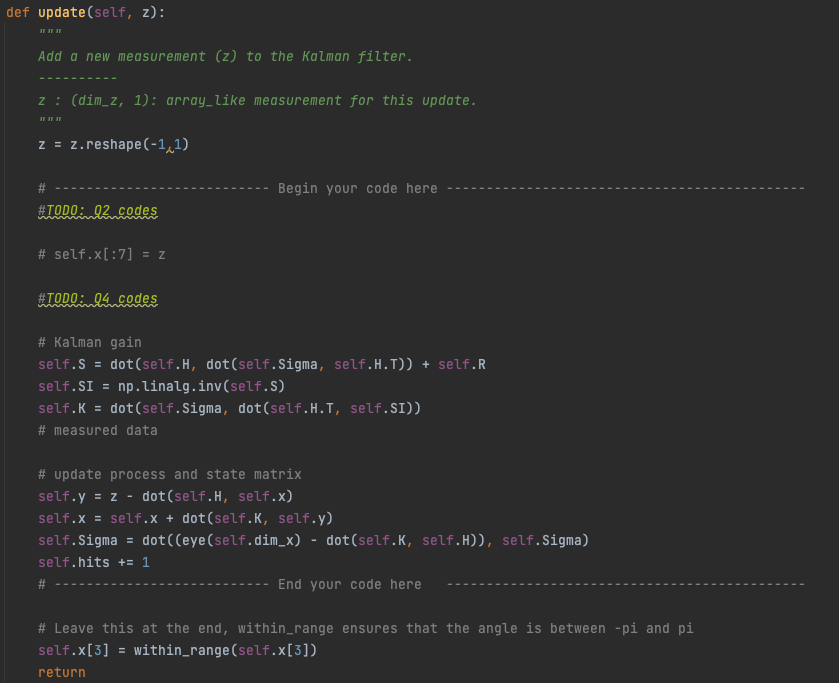 def update(self, z):
    """
    Add a new measurement (z) to the Kalman filter.
    ----------
    z : (dim_z, 1): array_like measurement for this update.
    """
    z = z.reshape(-1,1)
    # --------------------------- Begin your code here ---------------------------------------------
    #TODO: Q2 codes
    # self.x[:7] = z
    #TODO: Q4 codes
    # Kalman gain
    self.S = dot(self.H, dot(self.Sigma, self.H.T)) + self.R
    self.SI = np.linalg.inv(self.S)
    self.K = dot(self.Sigma, dot(self.H.T, self.SI))
    # measured data
    # update process and state matrix
    self.y = z - dot(self.H, self.x)
    self.x = self.x + dot(self.K, self.y)
    self.Sigma = dot((eye(self.dim_x) - dot(self.K, self.H)), self.Sigma)
    self.hits += 1
    # --------------------------- End your code here   ---------------------------------------------
    # Leave this at the end, within_range ensures that the angle is between -pi and pi
    self.x[3] = within_range(self.x[3])
    return